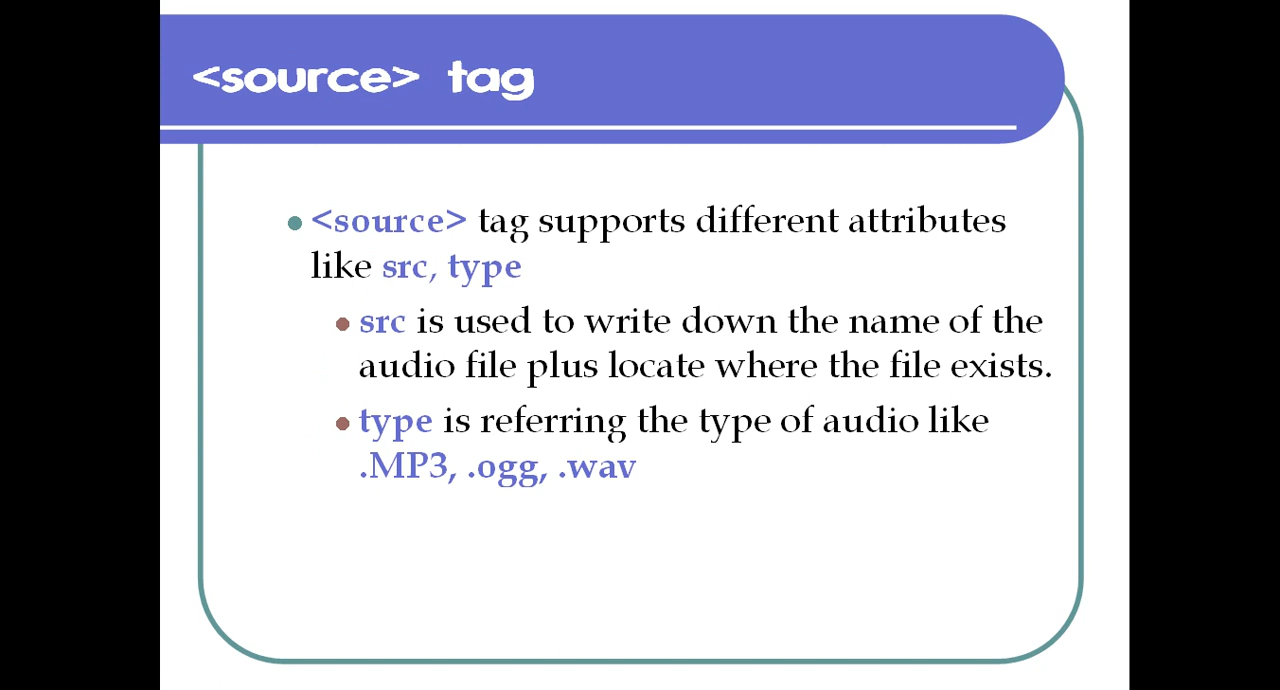 <source> tag
<source> tag supports different attributes
like src, type
src is used to write down the name of the
audio file plus locate where the file exists.
type is referring the type of audio like
.MP3, .ogg, .wav